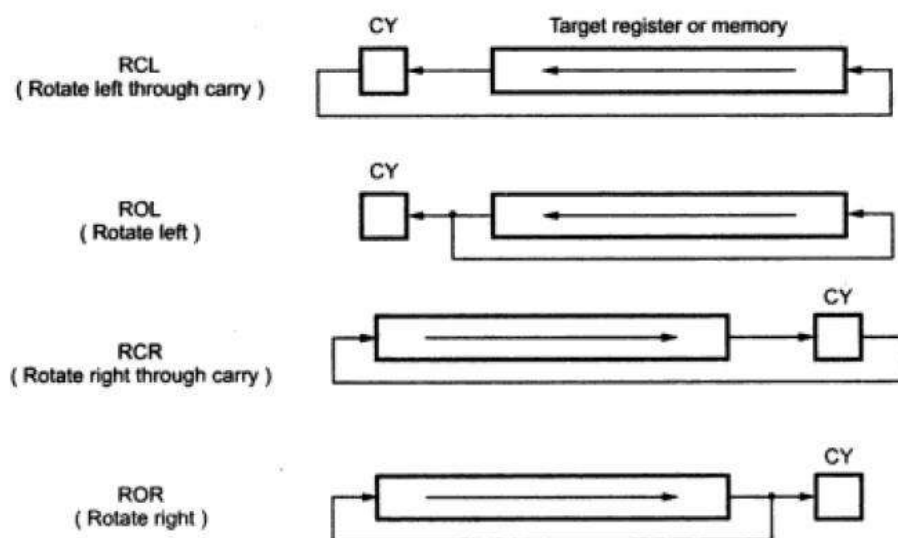 CY
Target register or memory
RCL
( Rotate left through carry )
CY
ROL
( Rotate left )
CY
RCR
( Rotate right through carry )
CY
ROR
( Rotate right )